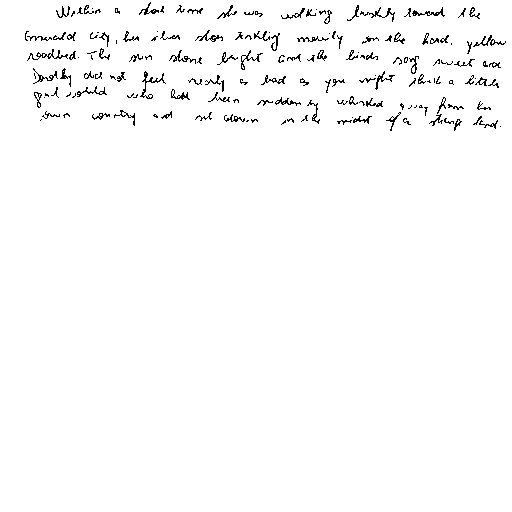 Within a short time she was walking briskly toward the
Emerald City, her silver shoes tinkling merrily on the hard, yellow
roadbed. The sun shone bright and the birds sang sweet and
Dorothy did not feel nearly as bad as you might think a little
girl would who had been suddenly whisked away from her
own country and set down in the midst of a strange land.